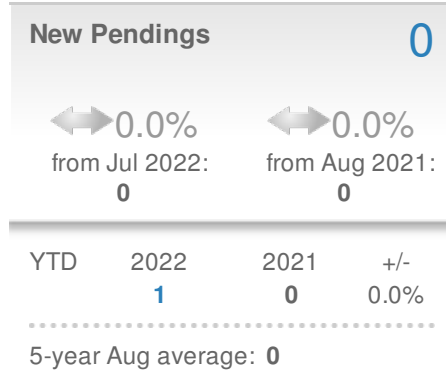 New Pendings 0
0.0% 0.0%
from Jul 2022: from Aug 2021:
0 0
YTD 2022 2021 +/-
1 0 0.0%
5-year Aug average: 0